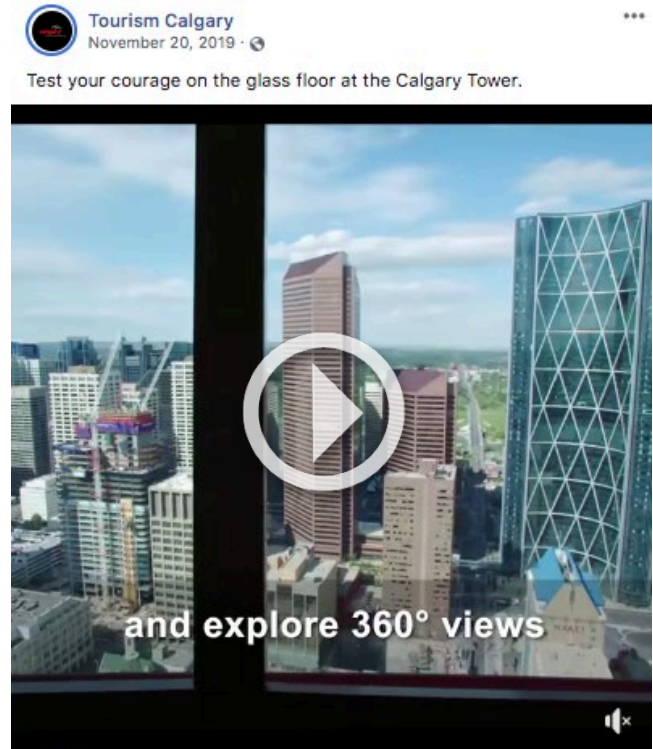 Tourism Calgary
November 20, 2019 ·
Test your courage on the glass floor at the Calgary Tower.
and explore 360° views
HYATT